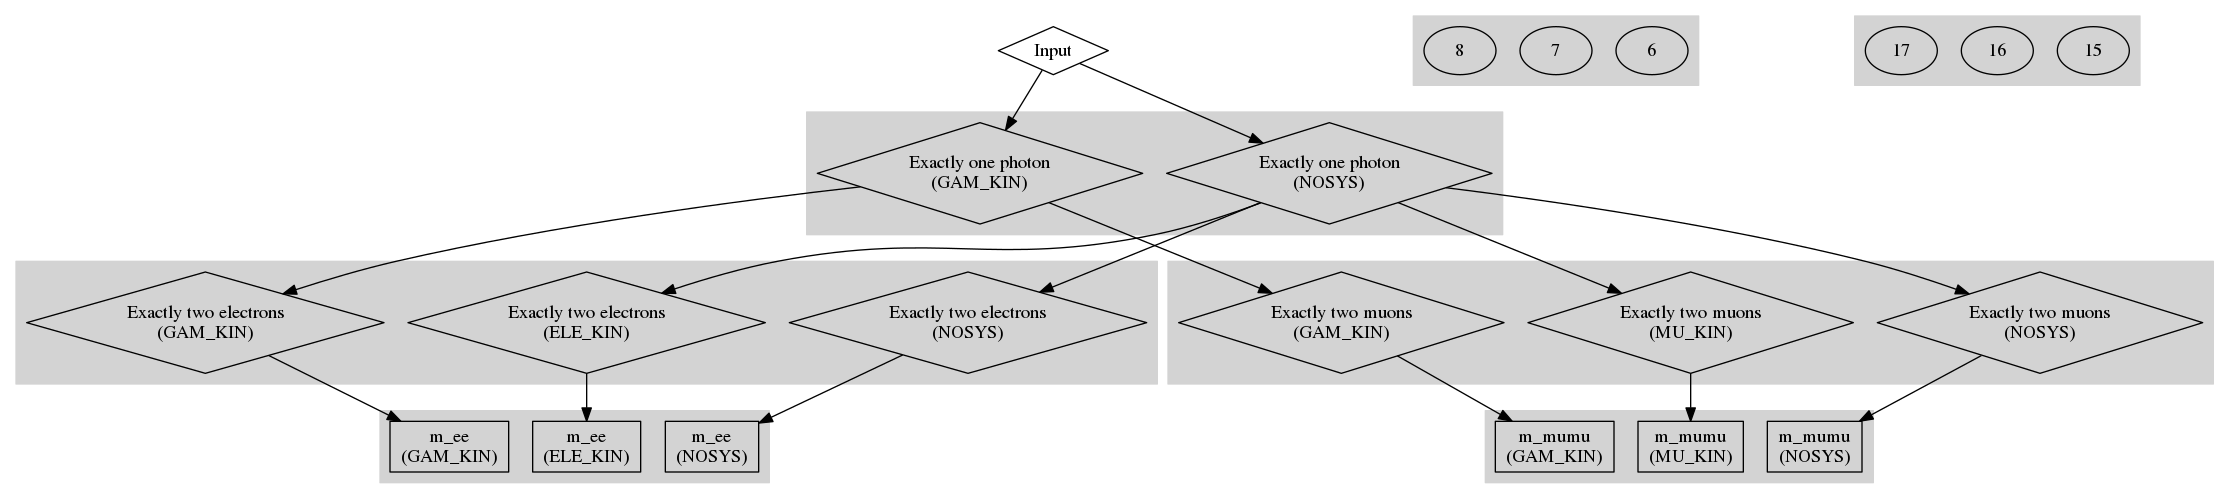 Input
8
7
6
17
16
15
Exactly one photon
(GAM_KIN)
Exactly one photon
(NOSYS)
Exactly two electrons
(GAM_KIN)
Exactly two electrons
(ELE_KIN)
Exactly two electrons
(NOSYS)
Exactly two muons
(GAM_KIN)
Exactly two muons
(MU_KIN)
Exactly two muons
(NOSYS)
m_ee
(GAM_KIN)
m_ee
(ELE_KIN)
m_ee
(NOSYS)
m_mumu
(GAM_KIN)
m_mumu
(MU_KIN)
m_mumu
(NOSYS)